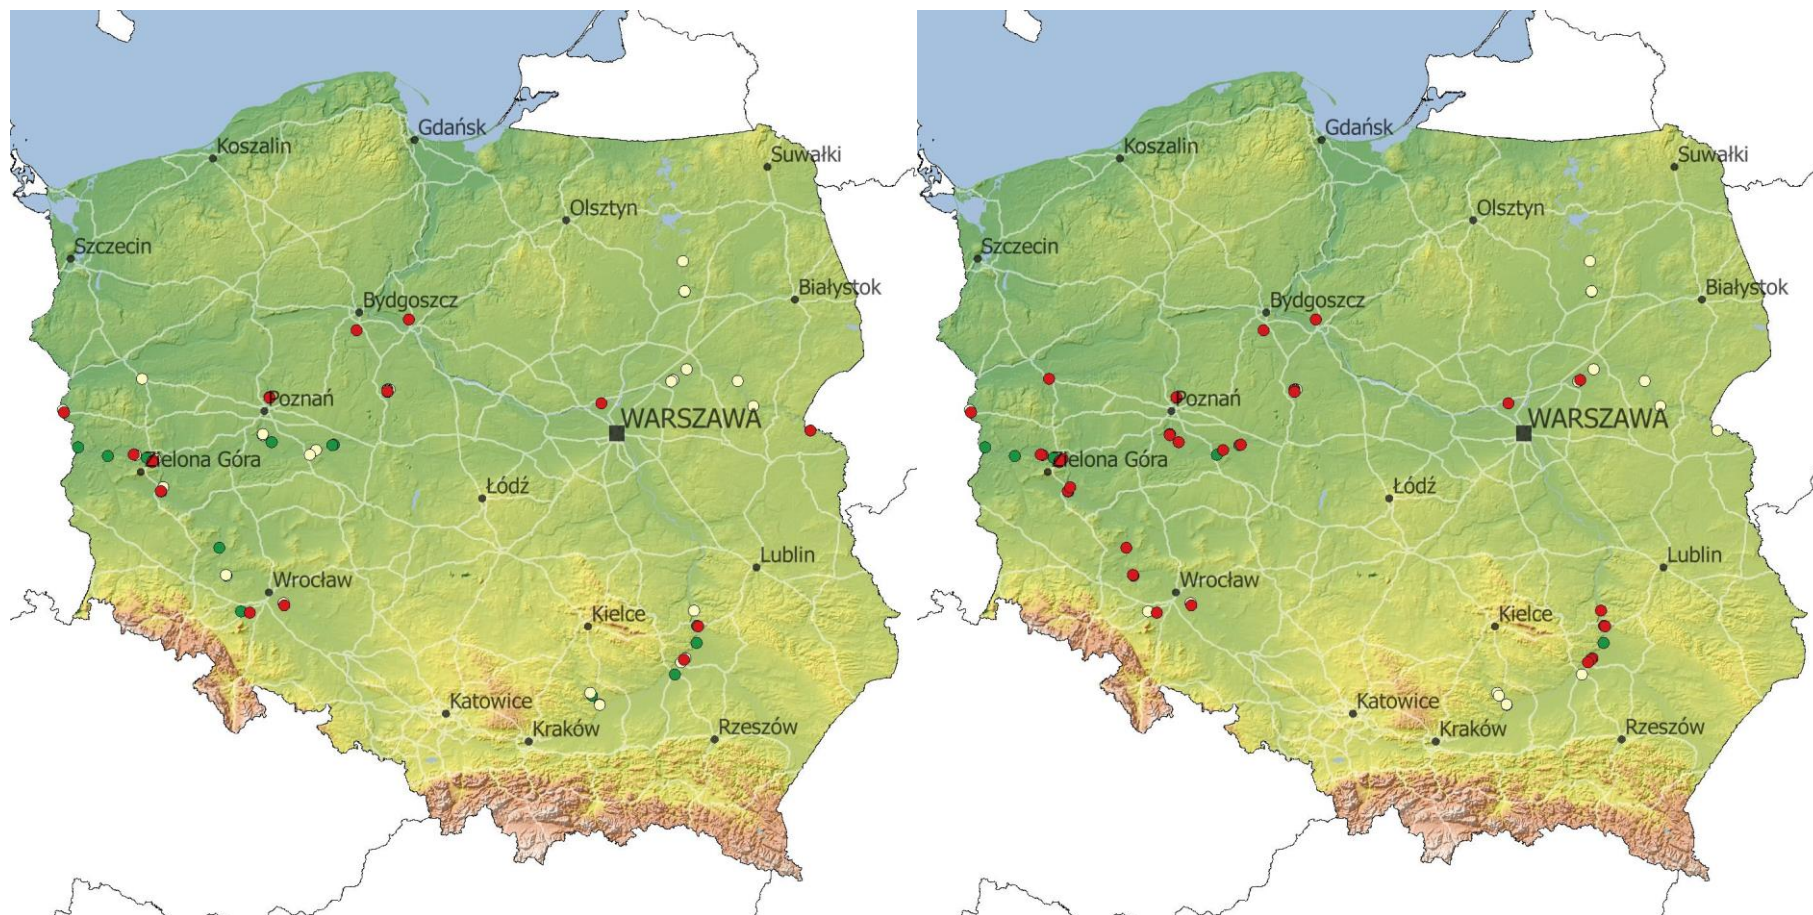 Gdańsk
Koszalin
Suwałki
Olsztyn
Szczecin
Białystok
Bydgoszcz
Poznań
WARSZAWA
Zielona Góra
Łódź
Lublin
Wrocław
Kielce
Katowice
Kraków
Rzeszów
Gdańsk
Koszalin
Suwałki
Olsztyn
Szczecin
Białystok
Bydgoszcz
Poznań
WARSZAWA
Zielona Góra
Łódź
Lublin
Wrocław
Kielce
Katowice
Kraków
Rzeszów